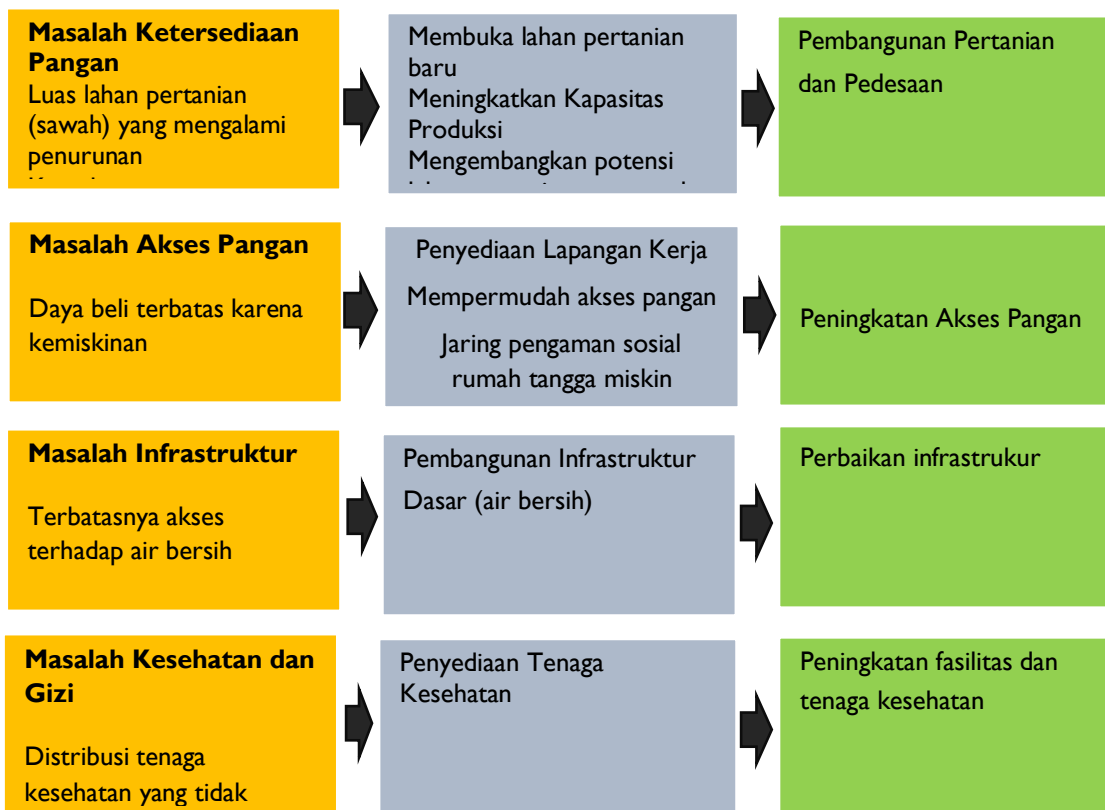 Masalah Ketersediaan
Pangan
Luas lahan pertanian
(sawah) yang mengalami
penurunan
Membuka lahan pertanian
baru
Meningkatkan Kapasitas
Produksi
Mengembangkan potensi
Pembangunan Pertanian
dan Pedesaan
Masalah Akses Pangan
Daya beli terbatas karena
kemiskinan
Penyediaan Lapangan Kerja
Mempermudah akses pangan
Jaring pengaman sosial
rumah tangga miskin
Peningkatan Akses Pangan
Masalah Infrastruktur
Terbatasnya akses
terhadap air bersih
Pembangunan Infrastruktur
Dasar (air bersih)
Perbaikan infrastrukur
Masalah Kesehatan dan
Gizi
Distribusi tenaga
kesehatan yang tidak
Penyediaan Tenaga
Kesehatan
Peningkatan fasilitas dan
tenaga kesehatan